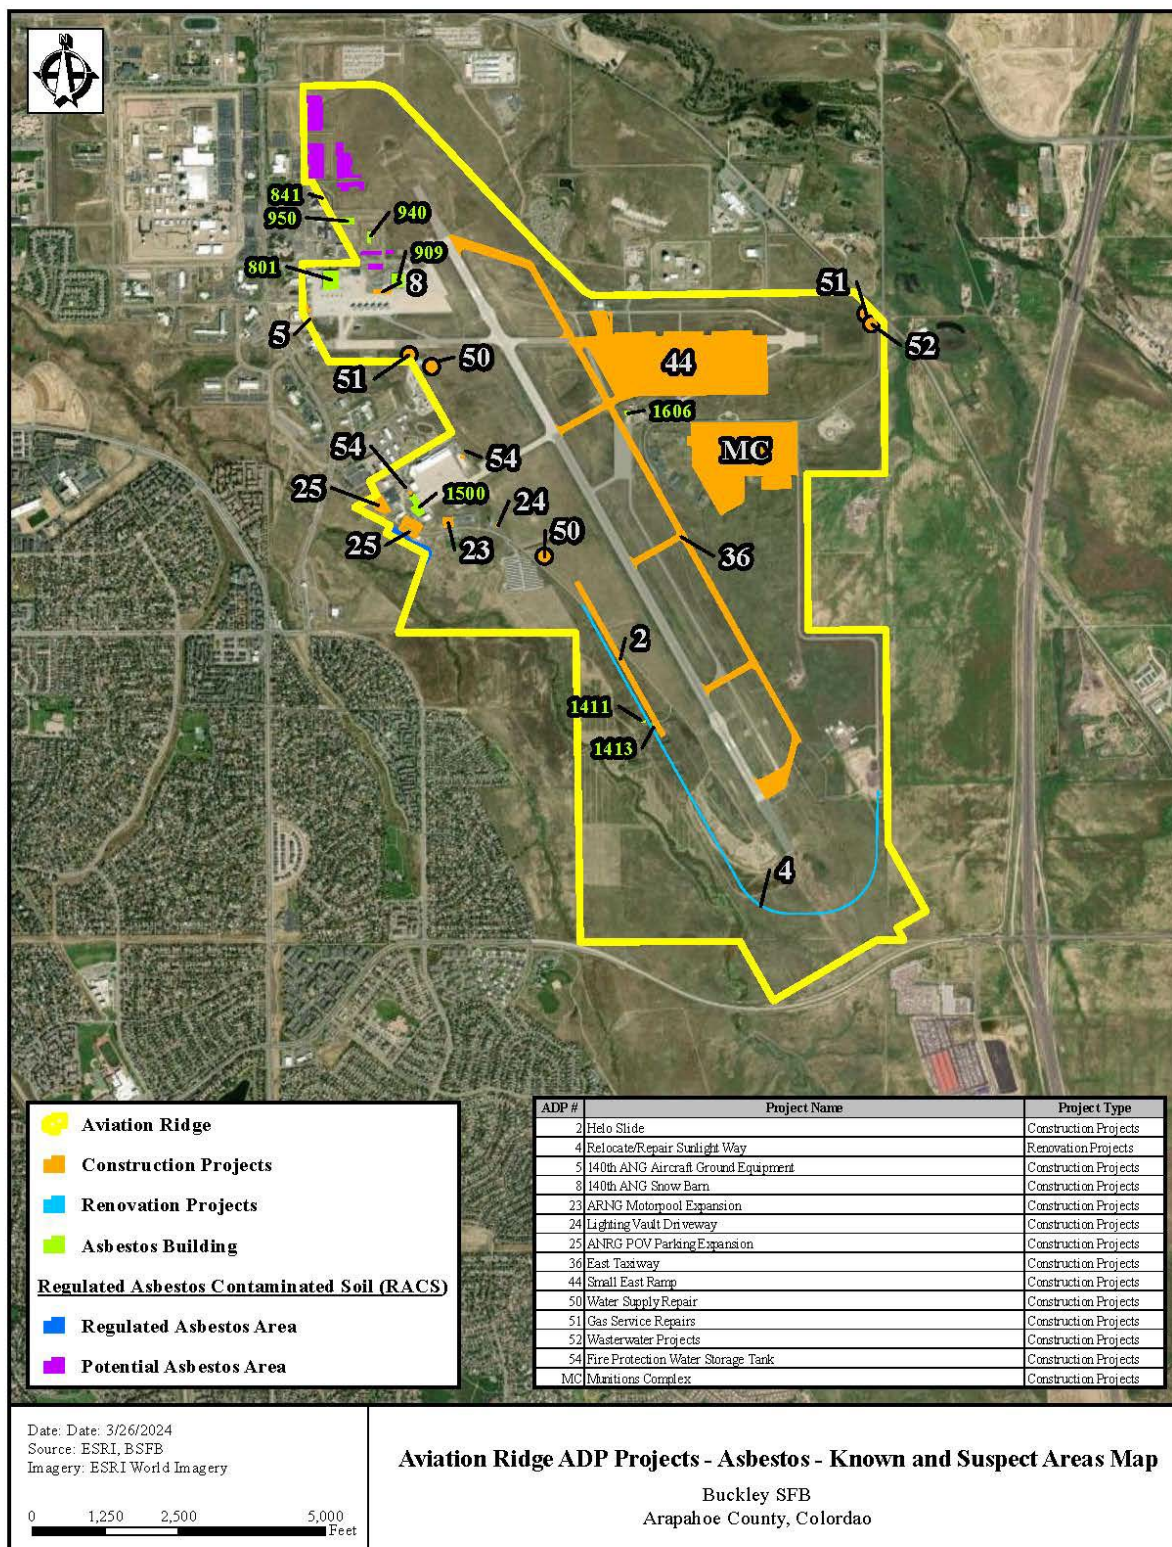 N
841
950
940
801
909
8
5
51
50
51
52
44
1606
MC
54
54
25
1500
24
25
23
50
36
2
1411
1413
4
Aviation Ridge
Construction Projects
Renovation Projects
Asbestos Building
Regulated Asbestos Contaminated Soil (RACS)
Regulated Asbestos Area
Potential Asbestos Area
ADP # Project Name Project Type
2 Helo Slide Construction Projects
4 Relocate/Repair Sunlight Way Renovation Projects
5 140th ANG Aircraft Ground Equipment Construction Projects
8 140th ANG Snow Barn Construction Projects
23 ARNG Motorpool Expansion Construction Projects
24 Lighting Vault Driveway Construction Projects
25 ANRG POV Parking Expansion Construction Projects
36 East Taxiway Construction Projects
44 Small East Ramp Construction Projects
50 Water Supply Repair Construction Projects
51 Gas Service Repairs Construction Projects
52 Wasterwater Projects Construction Projects
54 Fire Protection Water Storage Tank Construction Projects
MC Munitions Complex Construction Projects
Date: Date: 3/26/2024
Source: ESRI, BSFB
Imagery: ESRI World Imagery
0 1,250 2,500 5,000
Feet
Aviation Ridge ADP Projects - Asbestos - Known and Suspect Areas Map
Buckley SFB
Arapahoe County, Colordao